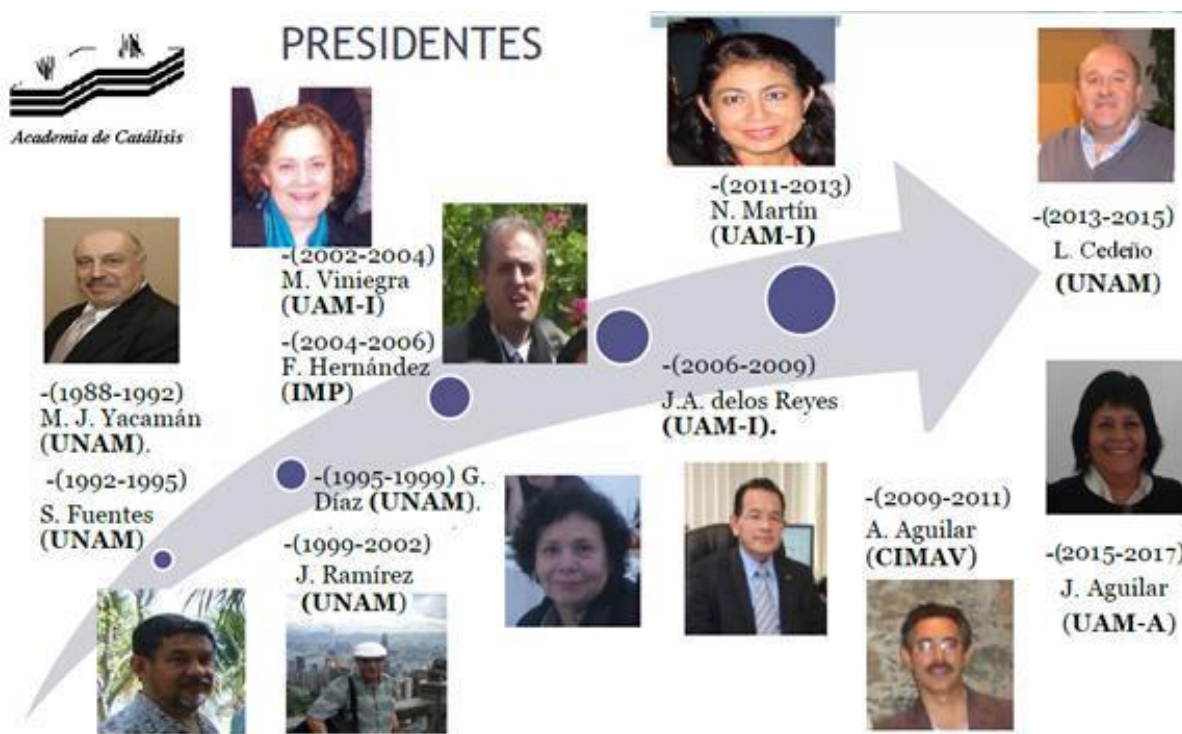 PRESIDENTES
Academia de Catálisis
-(1988-1992)
M. J. Yacamán
(UNAM).
-(1992-1995)
S. Fuentes
(UNAM)
-(2002-2004)
M. Viniegra
(UAM-I)
-(2004-2006)
F. Hernández
(IMP)
-(1995-1999) G.
Díaz (UNAM).
-(1999-2002)
J. Ramírez
(UNAM)
-(2011-2013)
N. Martín
(UAM-I)
-(2006-2009)
J.A. delos Reyes
(UAM-I).
-(2009-2011)
A. Aguilar
(CIMAV)
-(2013-2015)
L. Cedeño
(UNAM)
-(2015-2017)
J. Aguilar
(UAM-A)